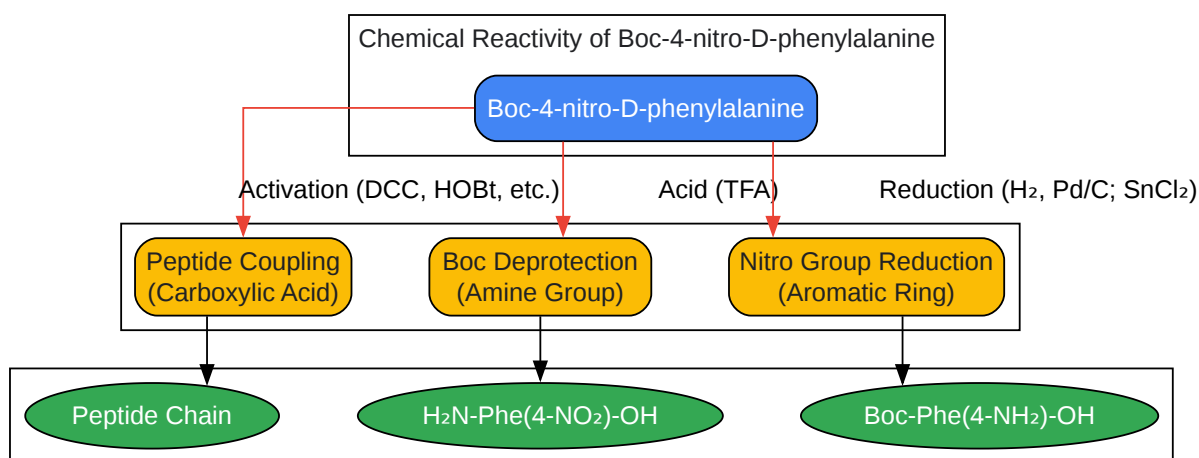 Chemical Reactivity of Boc-4-nitro-D-phenylalanine
Boc-4-nitro-D-phenylalanine
Activation (DCC, HOBt, etc.)
Acid (TFA)
Reduction (H₂, Pd/C; SnCl₂)
Peptide Coupling
(Carboxylic Acid)
Boc Deprotection
(Amine Group)
Nitro Group Reduction
(Aromatic Ring)
Peptide Chain
H₂N-Phe(4-NO₂)-OH
Boc-Phe(4-NH₂)-OH